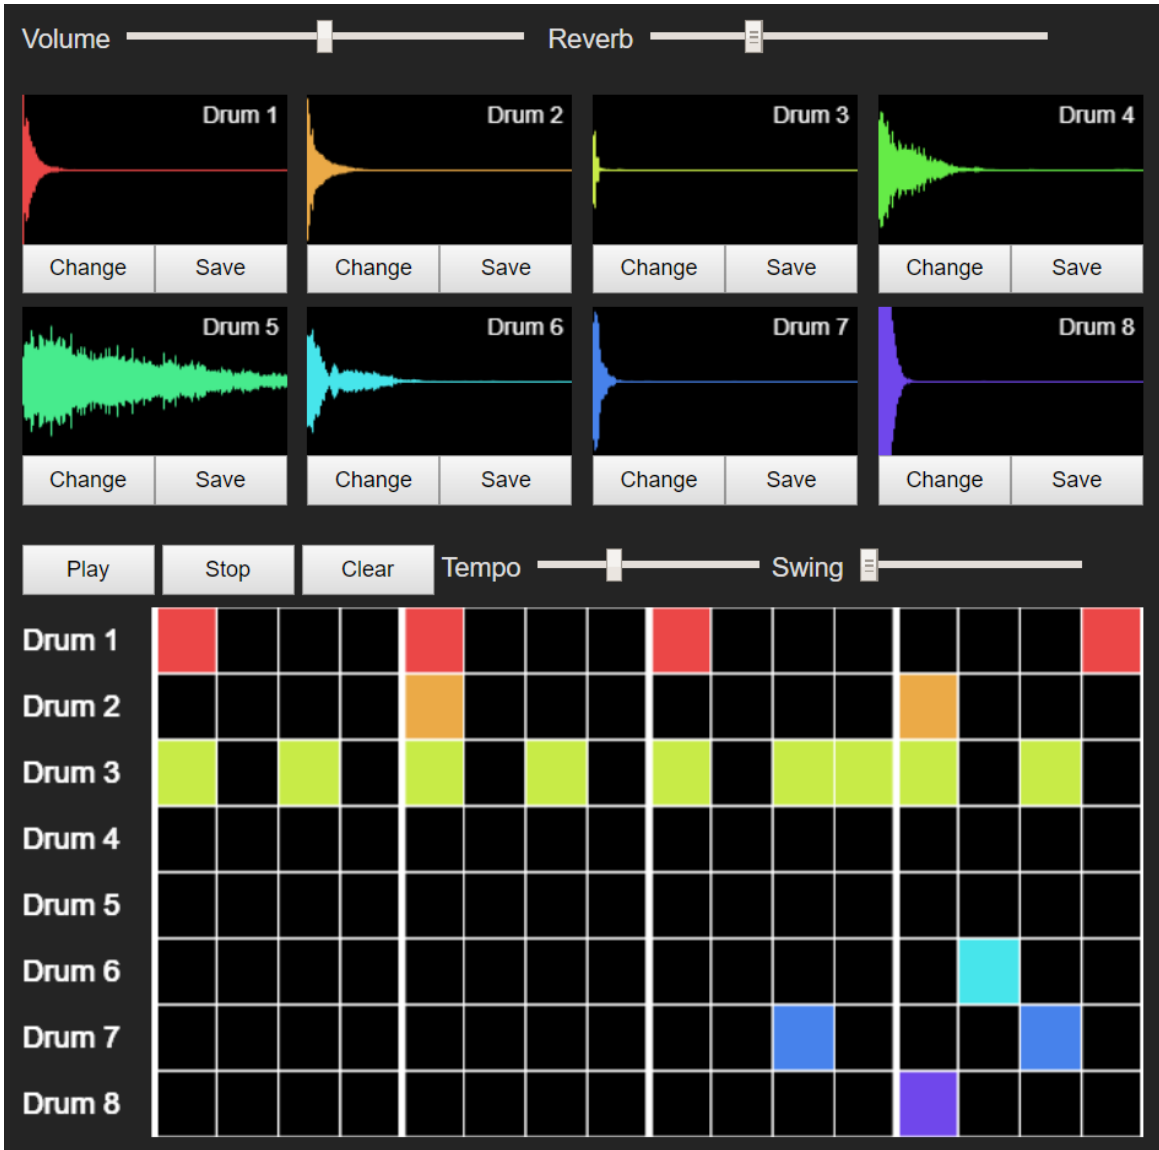 Volume Reverb
Drum 1 Drum 2 Drum 3 Drum 4
Change Save Change Save Change Save Change Save
Drum 5 Drum 6 Drum 7 Drum 8
Change Save Change Save Change Save Change Save
Play Stop Clear Tempo Swing
Drum 1
Drum 2
Drum 3
Drum 4
Drum 5
Drum 6
Drum 7
Drum 8